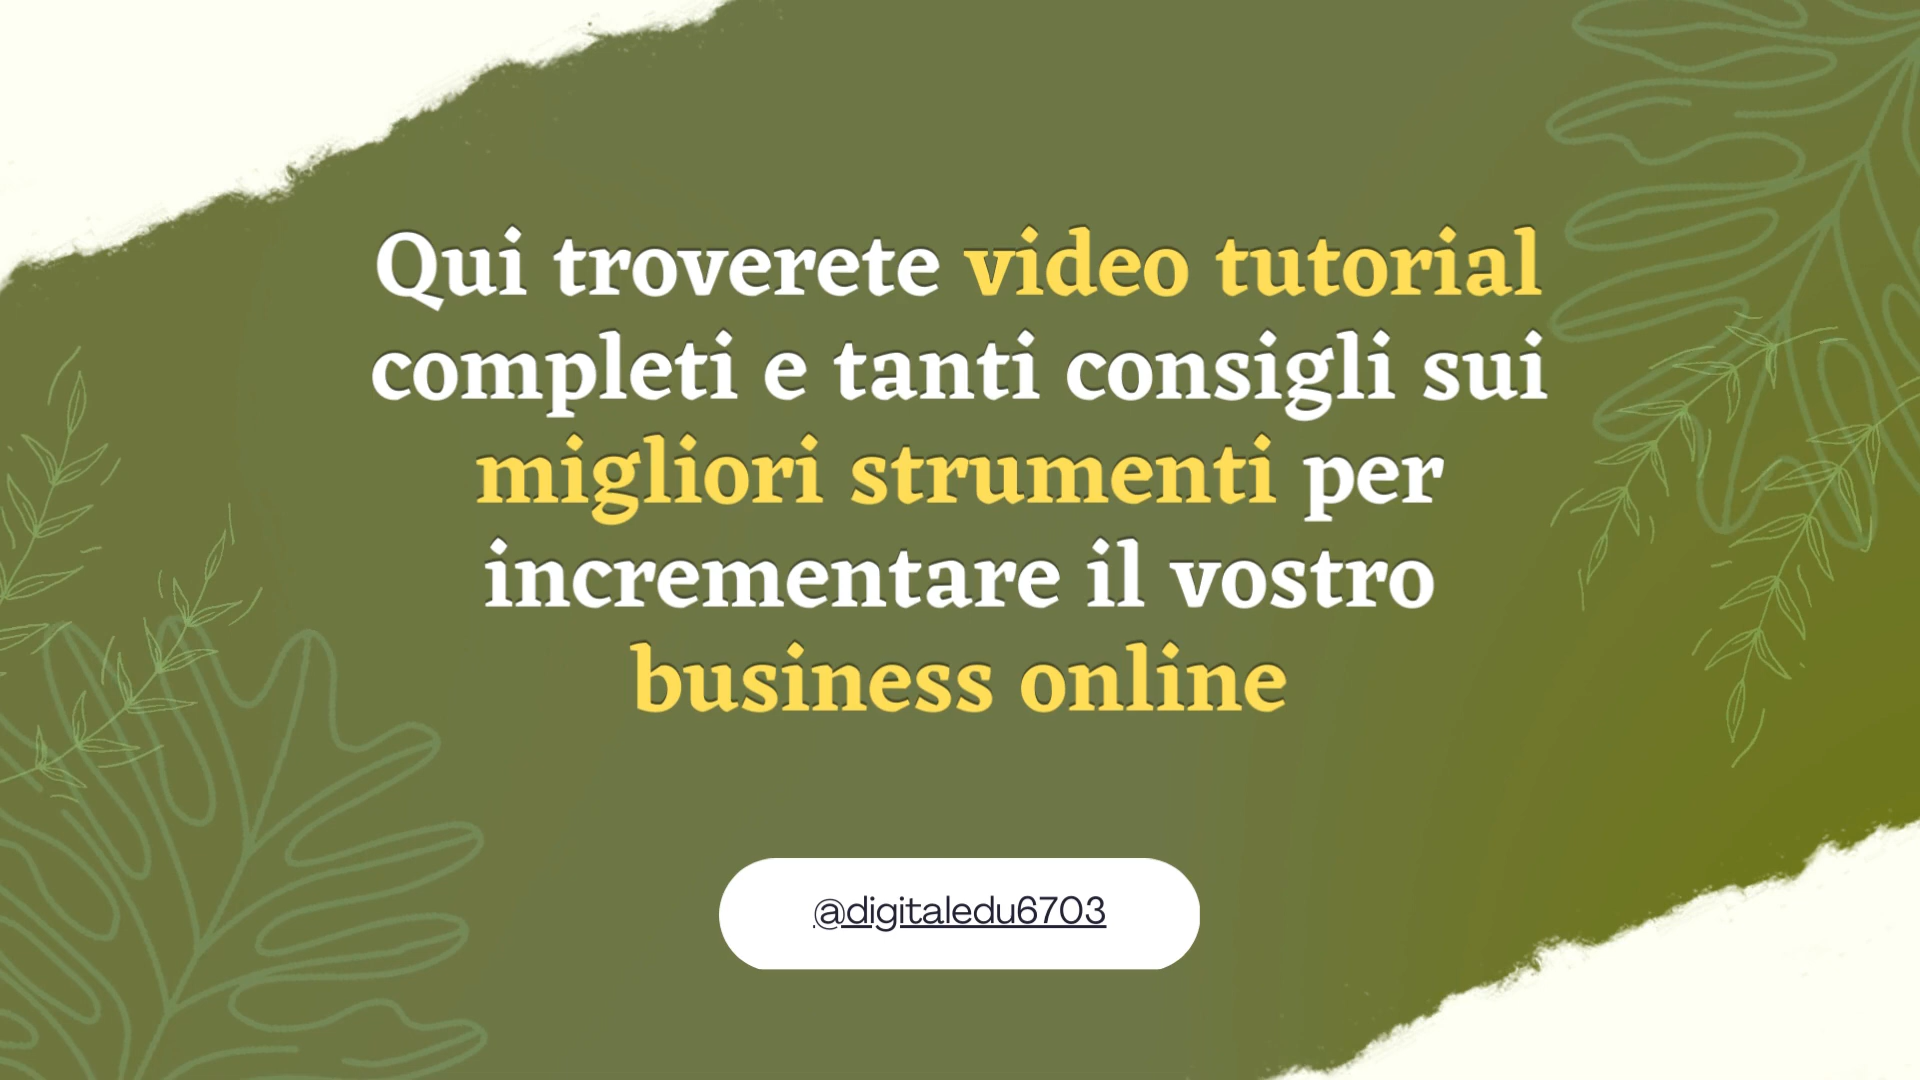 Qui troverete video tutorial
completi e tanti consigli sui
migliori strumenti per
incrementare il vostro
business online
@digitaledu6703